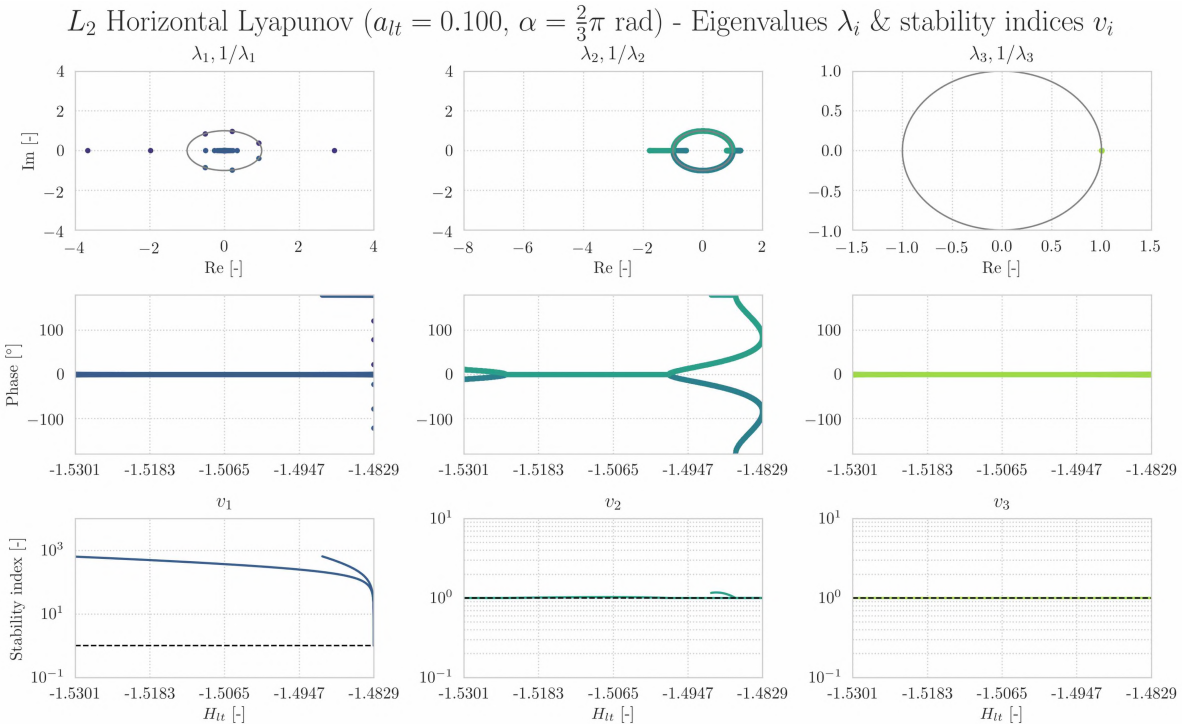 L₂ Horizontal Lyapunov (aₗₜ = 0.100, α = 2/3π rad) - Eigenvalues λᵢ & stability indices vᵢ
λ₁, 1/λ₁ λ₂, 1/λ₂ λ₃, 1/λ₃
Im [-]
4 2 0 −2 −4
−4 −2 0 2 4
Re [-]
4 2 0 −2 −4
−8 −6 −4 −2 0 2
Re [-]
1.0 0.5 0.0 −0.5 −1.0
−1.5 −1.0 −0.5 0.0 0.5 1.0 1.5
Re [-]
Phase [°]
100 0 −100
-1.5301 -1.5183 -1.5065 -1.4947 -1.4829
100 0 −100
-1.5301 -1.5183 -1.5065 -1.4947 -1.4829
100 0 −100
-1.5301 -1.5183 -1.5065 -1.4947 -1.4829
v₁ v₂ v₃
Stability index [-]
10³ 10¹ 10⁻¹
-1.5301 -1.5183 -1.5065 -1.4947 -1.4829
Hₗₜ [-]
10¹ 10⁰ 10⁻¹
-1.5301 -1.5183 -1.5065 -1.4947 -1.4829
Hₗₜ [-]
10¹ 10⁰ 10⁻¹
-1.5301 -1.5183 -1.5065 -1.4947 -1.4829
Hₗₜ [-]